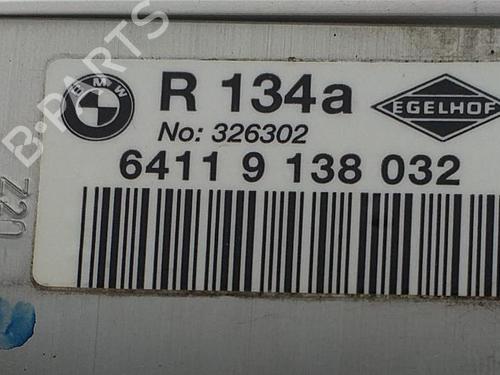 B-PARTS
BMW
R 134a
EGELHOF
No: 326302
6411 9 138 032